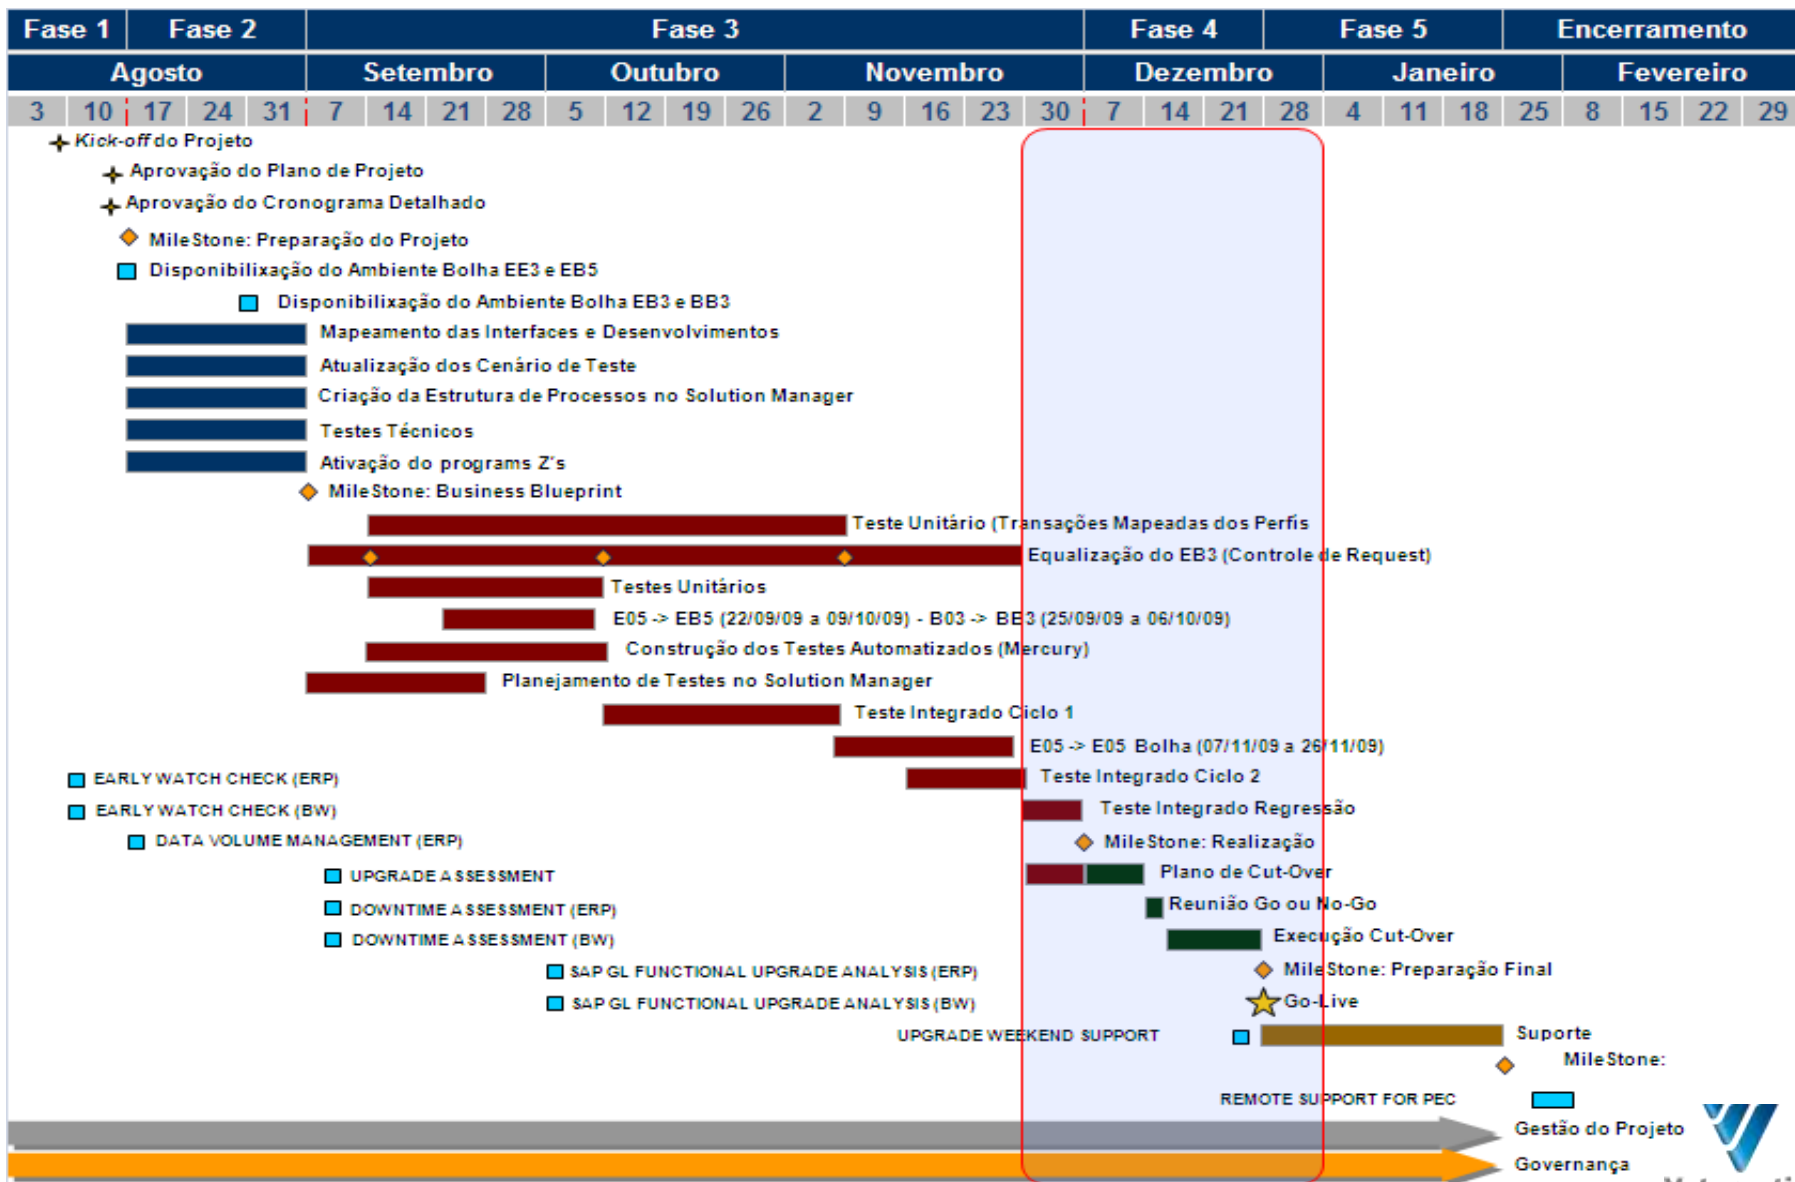 Fase 1 Fase 2 Fase 3 Fase 4 Fase 5 Encerramento
Agosto Setembro Outubro Novembro Dezembro Janeiro Fevereiro
3 10 17 24 31 7 14 21 28 5 12 19 26 2 9 16 23 30 7 14 21 28 4 11 18 25 8 15 22 29
Kick-off do Projeto
Aprovação do Plano de Projeto
Aprovação do Cronograma Detalhado
MileStone: Preparação do Projeto
Disponibilixação do Ambiente Bolha EE3 e EB5
Disponibilixação do Ambiente Bolha EB3 e BB3
Mapeamento das Interfaces e Desenvolvimentos
Atualização dos Cenário de Teste
Criação da Estrutura de Processos no Solution Manager
Testes Técnicos
Ativação do programs Z's
MileStone: Business Blueprint
Teste Unitário (Transações Mapeadas dos Perfis
Equalização do EB3 (Controle de Request)
Testes Unitários
E05 -> EB5 (22/09/09 a 09/10/09) - B03 -> BB3 (25/09/09 a 06/10/09)
Construção dos Testes Automatizados (Mercury)
Planejamento de Testes no Solution Manager
Teste Integrado Ciclo 1
E05 -> E05 Bolha (07/11/09 a 26/11/09)
EARLY WATCH CHECK (ERP) Teste Integrado Ciclo 2
EARLY WATCH CHECK (BW) Teste Integrado Regressão
DATA VOLUME MANAGEMENT (ERP) MileStone: Realização
UPGRADE ASSESSMENT Plano de Cut-Over
DOWNTIME ASSESSMENT (ERP) Reunião Go ou No-Go
DOWNTIME ASSESSMENT (BW) Execução Cut-Over
SAP GL FUNCTIONAL UPGRADE ANALYSIS (ERP) MileStone: Preparação Final
SAP GL FUNCTIONAL UPGRADE ANALYSIS (BW) Go-Live
UPGRADE WEEKEND SUPPORT Suporte
MileStone:
REMOTE SUPPORT FOR PEC
Gestão do Projeto
Governança